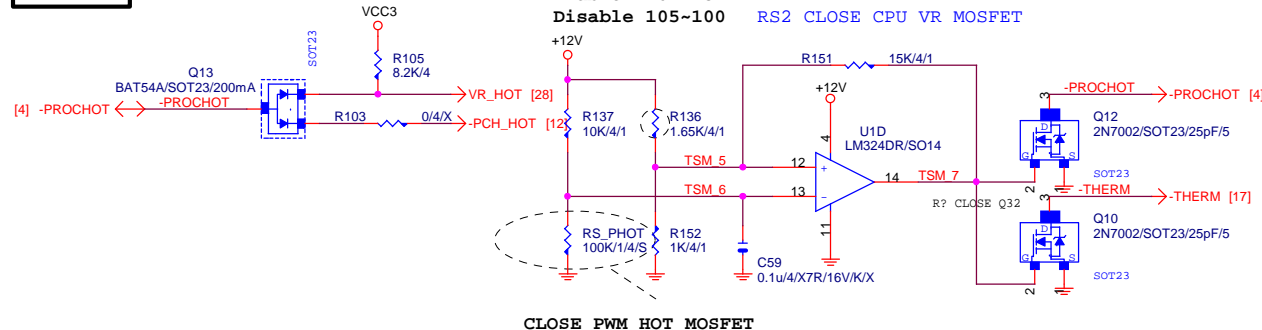 Disable 105~100 RS2 CLOSE CPU VR MOSFET
VCC3
SOT23
+12V
R151 15K/4/1
Q13
BAT54A/SOT23/200mA
R105
8.2K/4
+12V
[4] -PROCHOT
-PROCHOT
VR_HOT [28]
R103 0/4/X
-PCH_HOT [12]
R137
10K/4/1
R136
1.65K/4/1
U1D
LM324DR/SO14
4
TSM_5
12
+
TSM_6
13
-
14
TSM_7
11
R? CLOSE Q32
-PROCHOT
-PROCHOT [4]
3
D
G
S
2
1
Q12
2N7002/SOT23/25pF/5
SOT23
-THERM
-THERM [17]
3
D
G
S
2
1
Q10
2N7002/SOT23/25pF/5
SOT23
RS_PHOT
100K/1/4/S
R152
1K/4/1
C59
0.1u/4/X7R/16V/K/X
CLOSE PWM HOT MOSFET